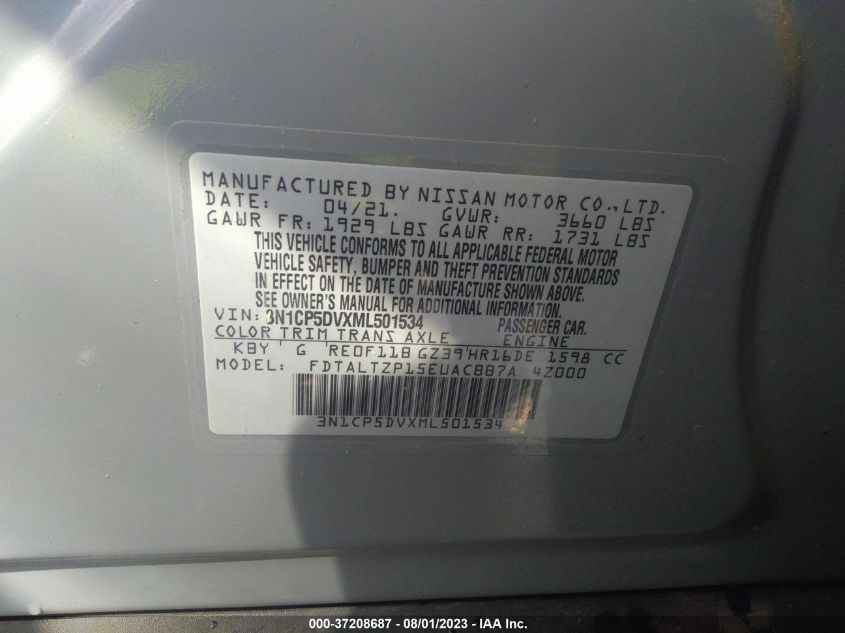 MANUFACTURED BY NISSAN MOTOR CO.,LTD.
DATE: 04/21. GVWR: 3660 LBS
GAWR FR: 1929 LBS GAWR RR: 1731 LBS
THIS VEHICLE CONFORMS TO ALL APPLICABLE FEDERAL MOTOR
VEHICLE SAFETY, BUMPER AND THEFT PREVENTION STANDARDS
IN EFFECT ON THE DATE OF MANUFACTURE SHOWN ABOVE.
SEE OWNER'S MANUAL FOR ADDITIONAL INFORMATION.
VIN: 3N1CP5DVXML501534 PASSENGER CAR.
COLOR TRIM TRANS AXLE ENGINE
KBY G RE0F11B GZ39 HR16DE 1598 CC
MODEL: FDTALTZP15EUACBB7A 4Z000
3N1CP5DVXML501534
000-37208687 - 08/01/2023 - IAA Inc.